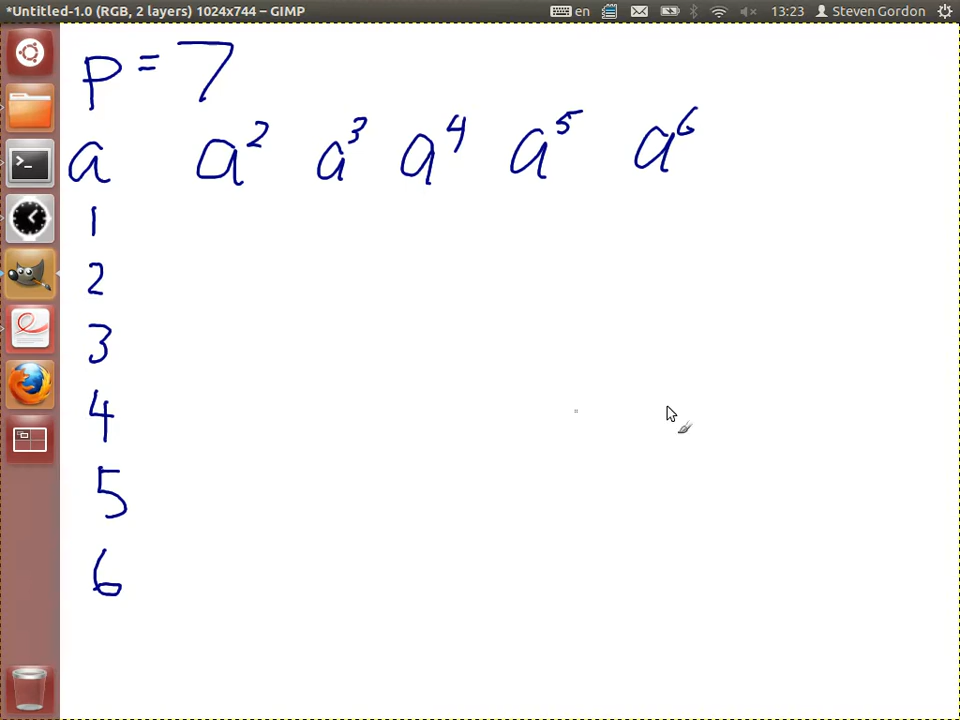 *Untitled-1.0 (RGB, 2 layers) 1024x744 – GIMP en 13:23 Steven Gordon
p = 7
a a² a³ a⁴ a⁵ a⁶
1
2
3
4
5
6